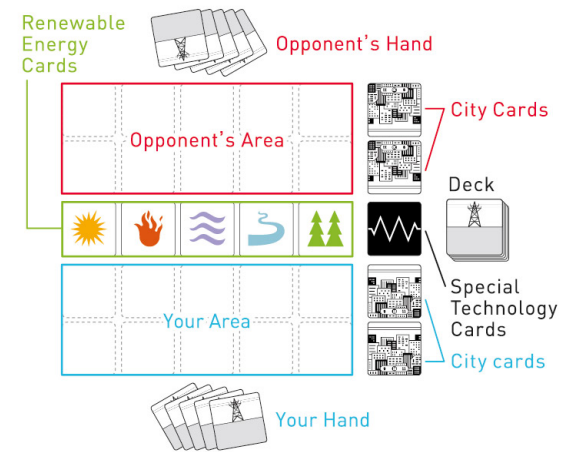 Renewable
Energy
Cards
Opponent's Hand
City Cards
Opponent's Area
Deck
Special
Technology
Cards
Your Area
City cards
Your Hand